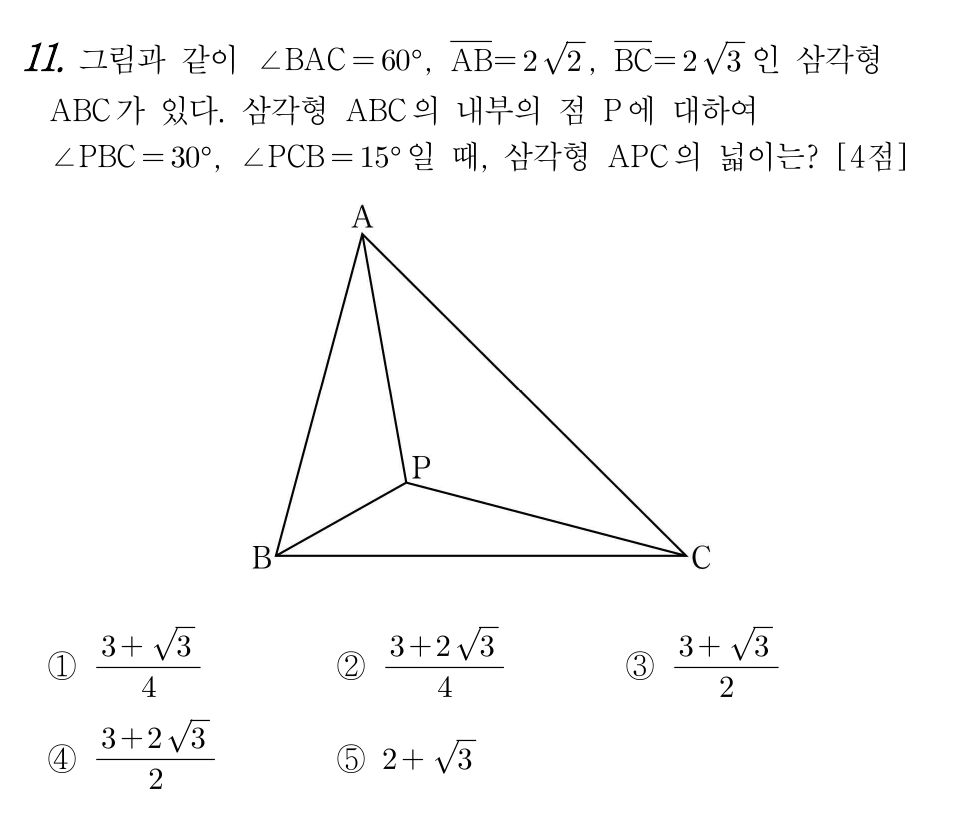 11. 그림과 같이 ∠BAC=60°, \overline{AB}=2√2, \overline{BC}=2√3인 삼각형
ABC가 있다. 삼각형 ABC의 내부의 점 P에 대하여
∠PBC=30°, ∠PCB=15°일 때, 삼각형 APC의 넓이는? [4점]
A
P
B
C
① (3+√3)/4 ② (3+2√3)/4 ③ (3+√3)/2
④ (3+2√3)/2 ⑤ 2+√3